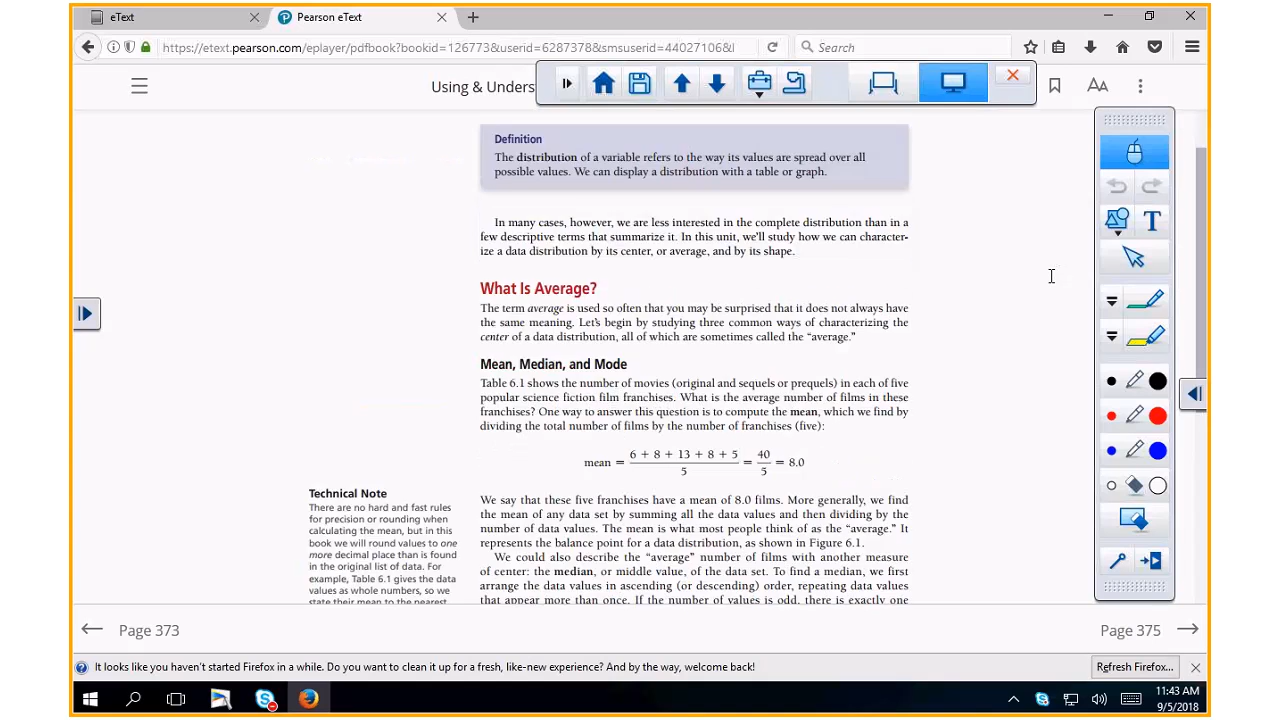 eText
Pearson eText
https://etext.pearson.com/eplayer/pdfbook?bookid=126773&userid=6287378&smsuserid=44027106&l
Search
Using & Unders
AA
T
Definition
The distribution of a variable refers to the way its values are spread over all
possible values. We can display a distribution with a table or graph.
In many cases, however, we are less interested in the complete distribution than in a
few descriptive terms that summarize it. In this unit, we'll study how we can character-
ize a data distribution by its center, or average, and by its shape.
What Is Average?
The term average is used so often that you may be surprised that it does not always have
the same meaning. Let's begin by studying three common ways of characterizing the
center of a data distribution, all of which are sometimes called the "average."
Mean, Median, and Mode
Table 6.1 shows the number of movies (original and sequels or prequels) in each of five
popular science fiction film franchises. What is the average number of films in these
franchises? One way to answer this question is to compute the mean, which we find by
dividing the total number of films by the number of franchises (five):
mean = (6 + 8 + 13 + 8 + 5)/5 = 40/5 = 8.0
We say that these five franchises have a mean of 8.0 films. More generally, we find
the mean of any data set by summing all the data values and then dividing by the
number of data values. The mean is what most people think of as the "average." It
represents the balance point for a data distribution, as shown in Figure 6.1.
We could also describe the "average" number of films with another measure
of center: the median, or middle value, of the data set. To find a median, we first
arrange the data values in ascending (or descending) order, repeating data values
that appear more than once. If the number of values is odd, there is exactly one
Technical Note
There are no hard and fast rules
for precision or rounding when
calculating the mean, but in this
book we will round values to one
more decimal place than is found
in the original list of data. For
example, Table 6.1 gives the data
values as whole numbers, so we
state their mean to the nearest
Page 373
Page 375
It looks like you haven't started Firefox in a while. Do you want to clean it up for a fresh, like-new experience? And by the way, welcome back!
Refresh Firefox...
11:43 AM
9/5/2018